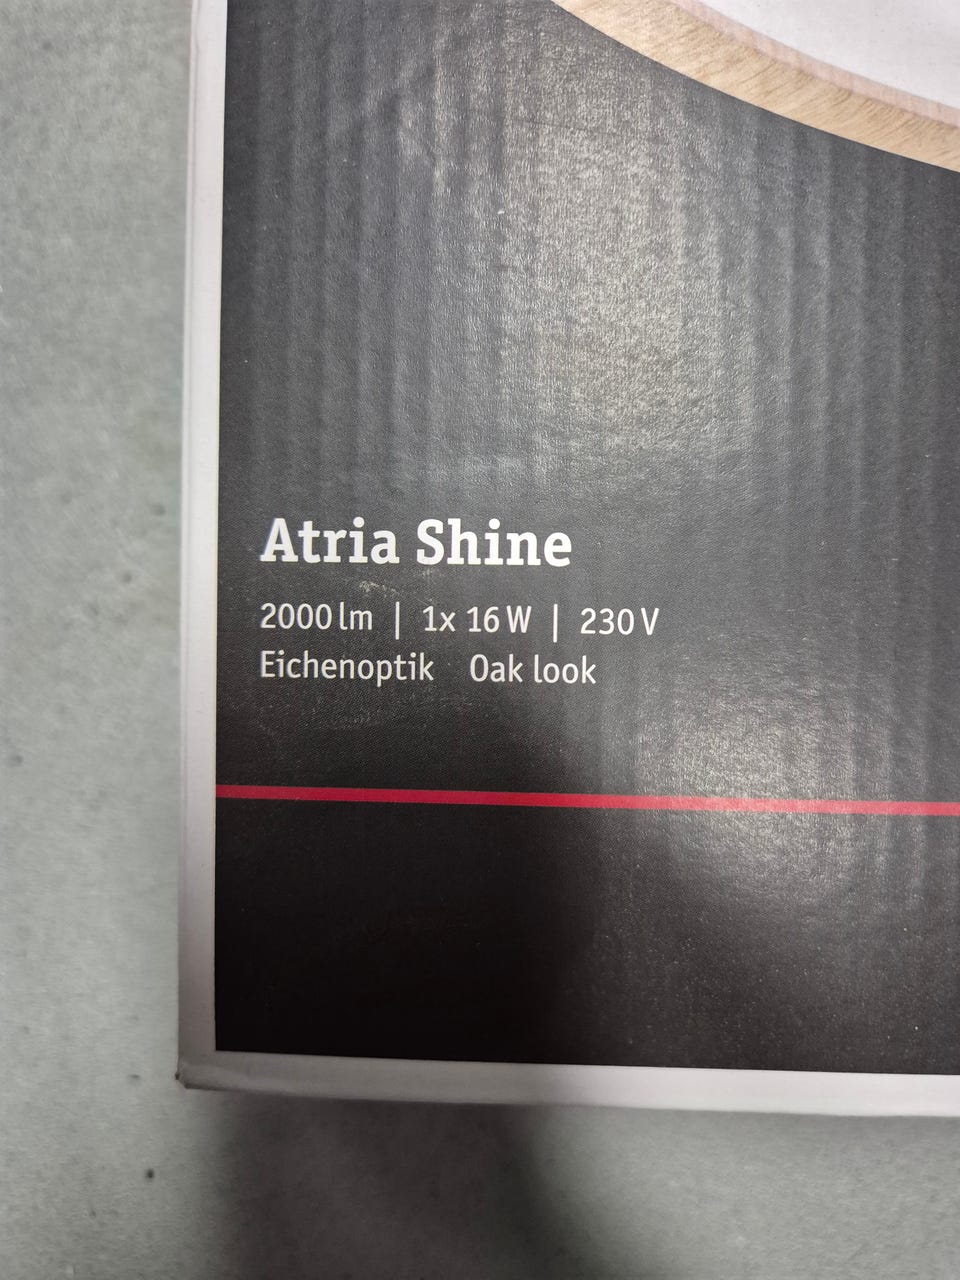 Atria Shine
2000 lm | 1x 16 W | 230 V
Eichenoptik Oak look